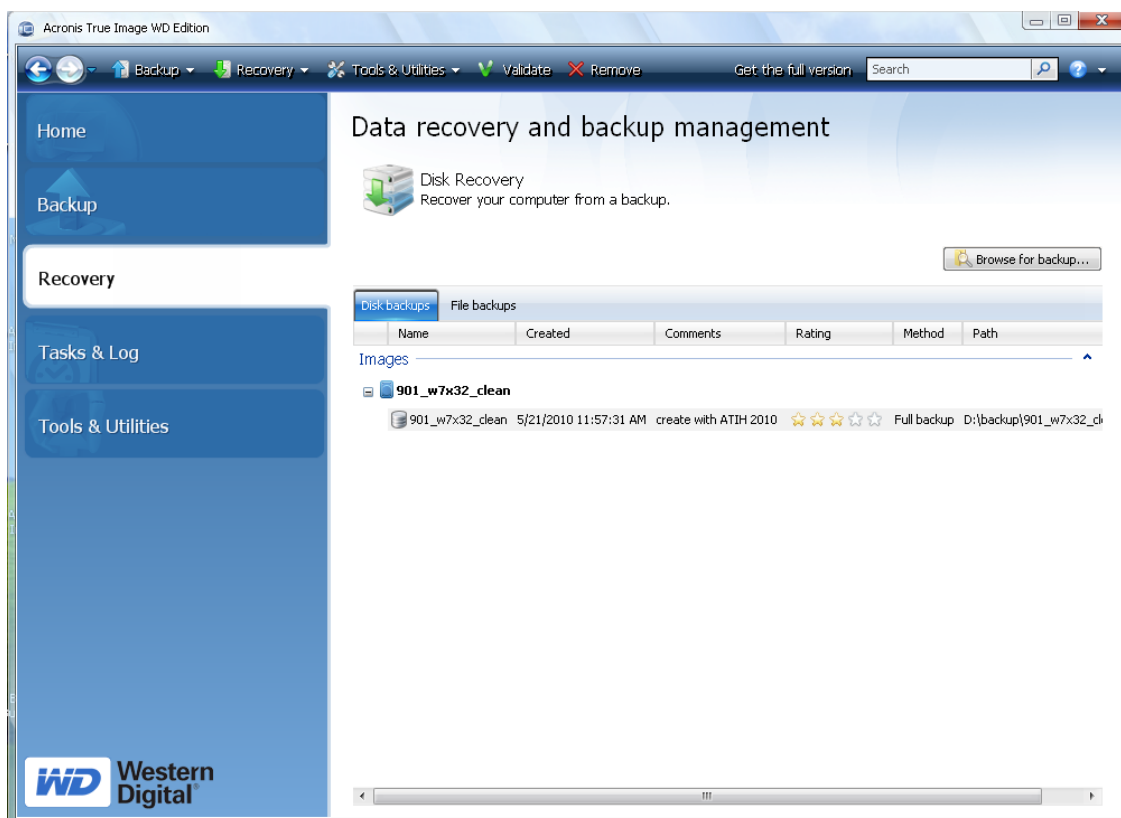 Acronis True Image WD Edition
Backup Recovery Tools & Utilities Validate Remove Get the full version Search
Home
Backup
Recovery
Tasks & Log
Tools & Utilities
Data recovery and backup management
Disk Recovery
Recover your computer from a backup.
Browse for backup...
Disk backups File backups
Name Created Comments Rating Method Path
Images
901_w7x32_clean
901_w7x32_clean 5/21/2010 11:57:31 AM create with ATIH 2010 Full backup D:\backup\901_w7x32_cl
WD Western Digital®